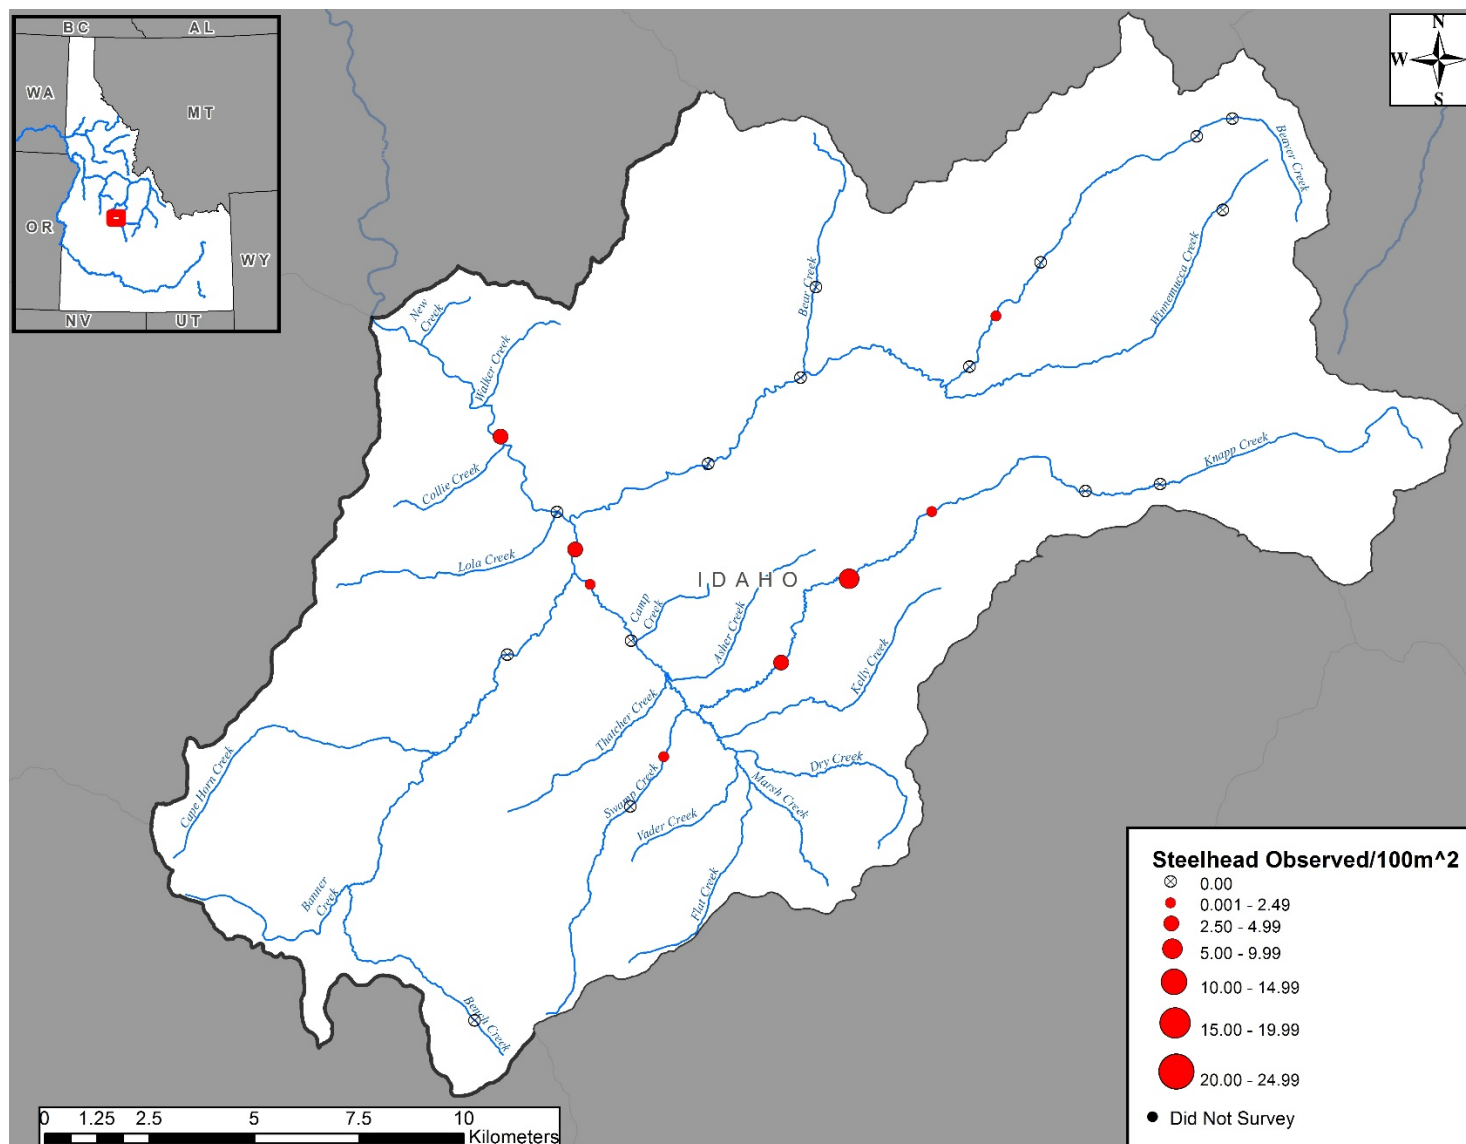 BC
AL
WA
MT
OR
WY
NV
UT
N
W
S
Beaver Creek
Winnemucca Creek
Bear Creek
New
Creek
Walker Creek
Knapp Creek
Collie Creek
Lola Creek
IDAHO
Camp
Creek
Asher Creek
Kelly Creek
Thatcher Creek
Cape Horn Creek
Swamp Creek
Dry Creek
Marsh Creek
Vader Creek
Banner
Creek
Flat Creek
Bench Creek
Steelhead Observed/100m^2
0.00
0.001 - 2.49
2.50 - 4.99
5.00 - 9.99
10.00 - 14.99
15.00 - 19.99
20.00 - 24.99
Did Not Survey
0 1.25 2.5 5 7.5 10
Kilometers